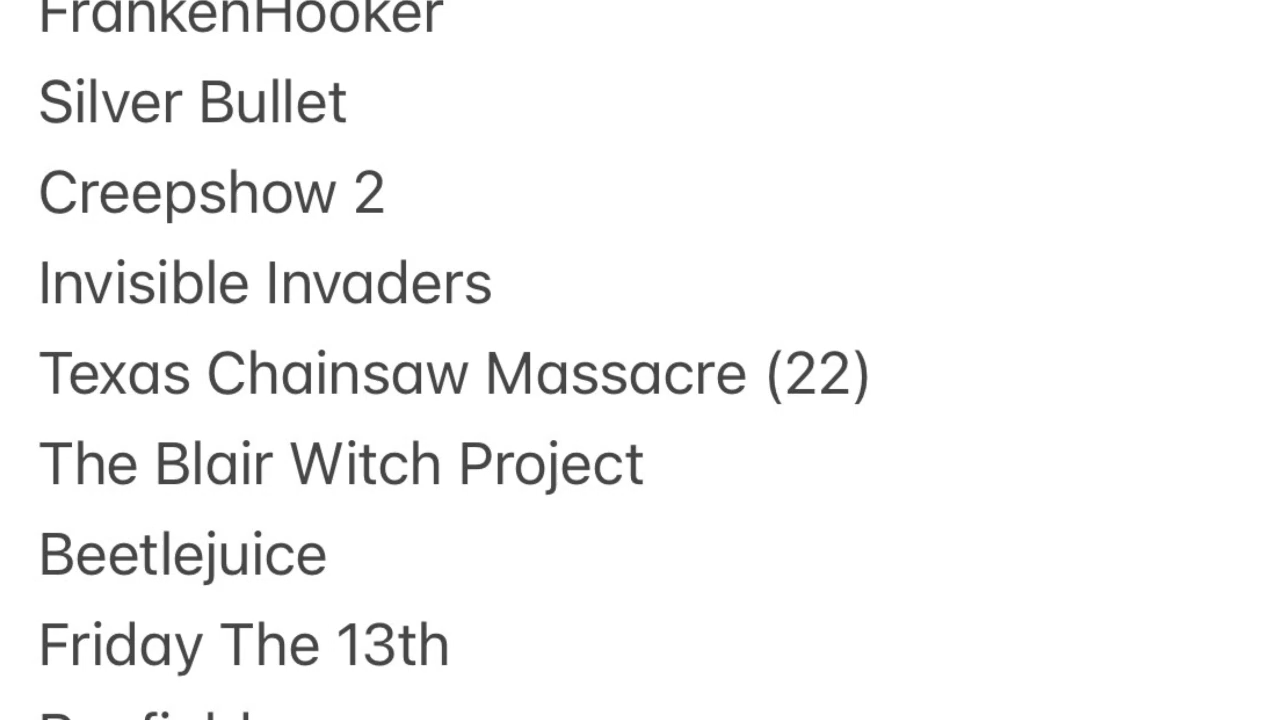 FrankenHooker
Silver Bullet
Creepshow 2
Invisible Invaders
Texas Chainsaw Massacre (22)
The Blair Witch Project
Beetlejuice
Friday The 13th